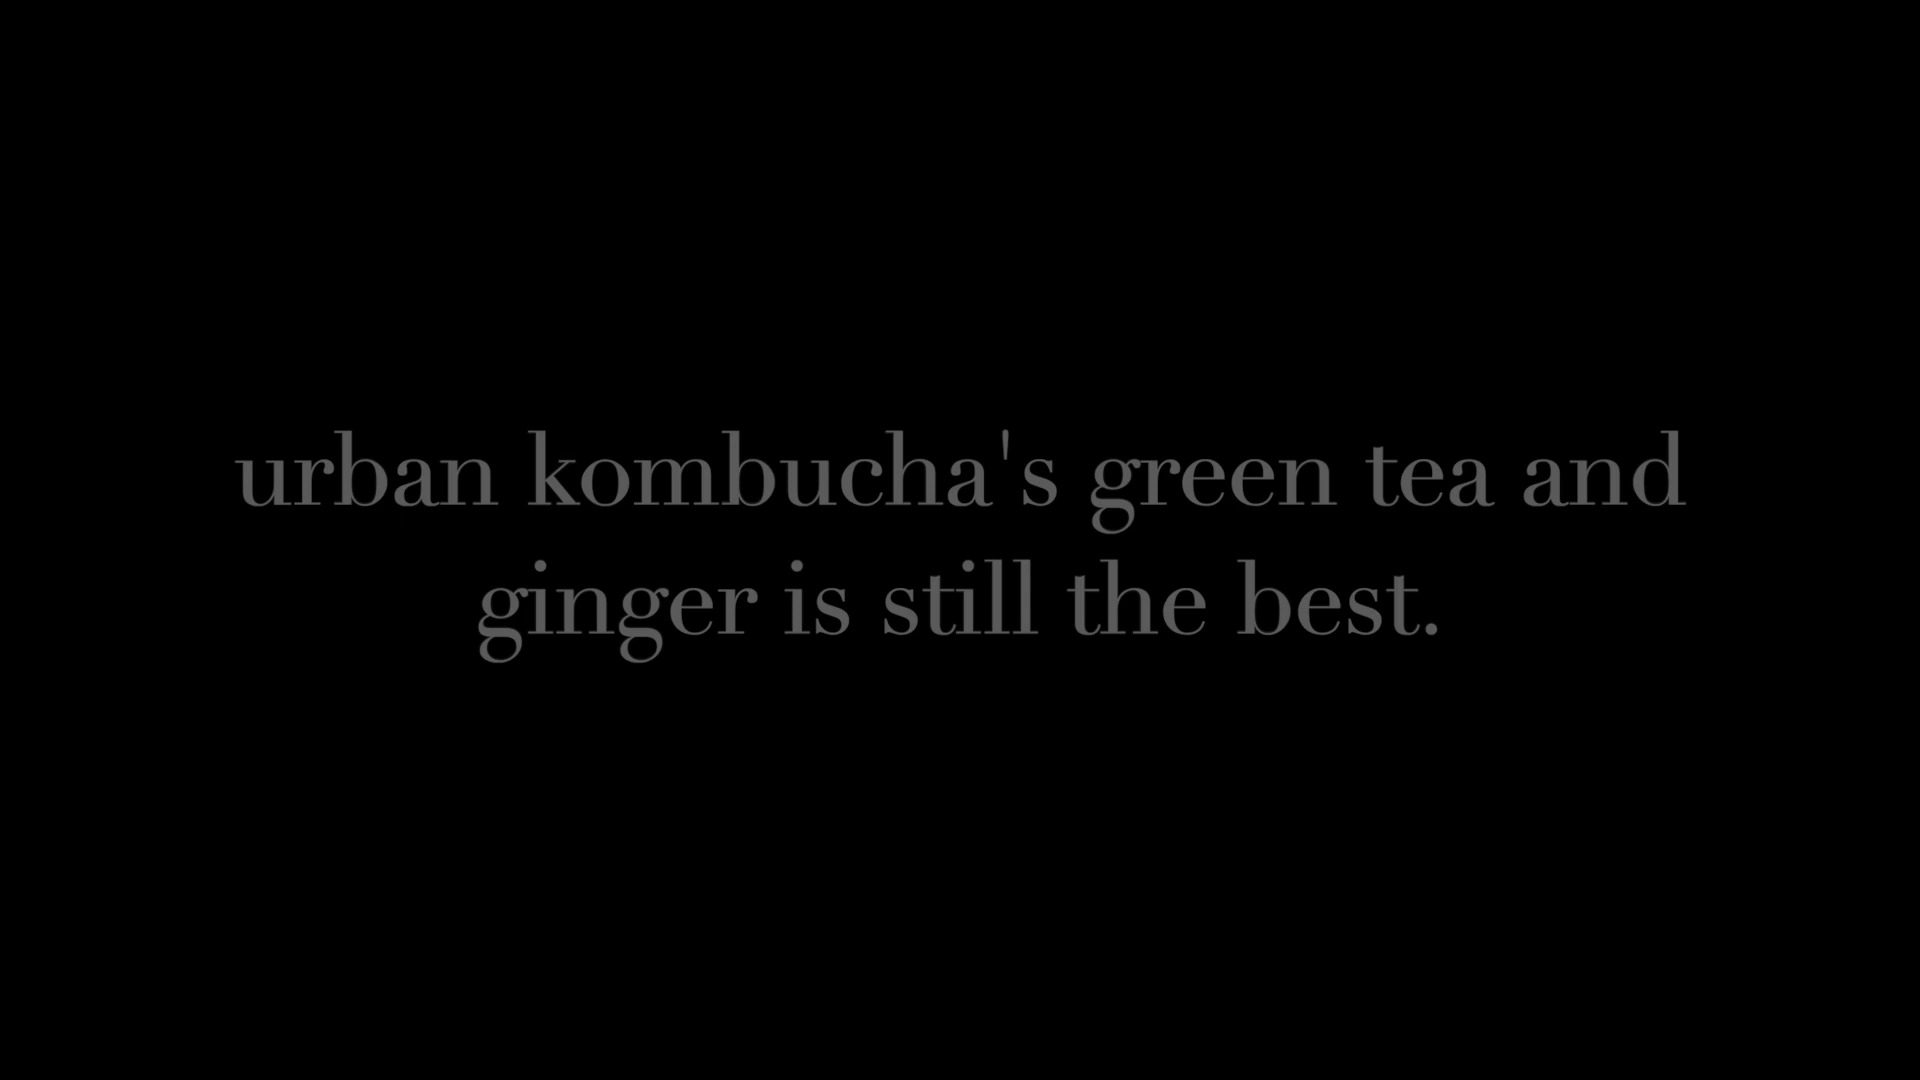 urban kombucha's green tea and
ginger is still the best.